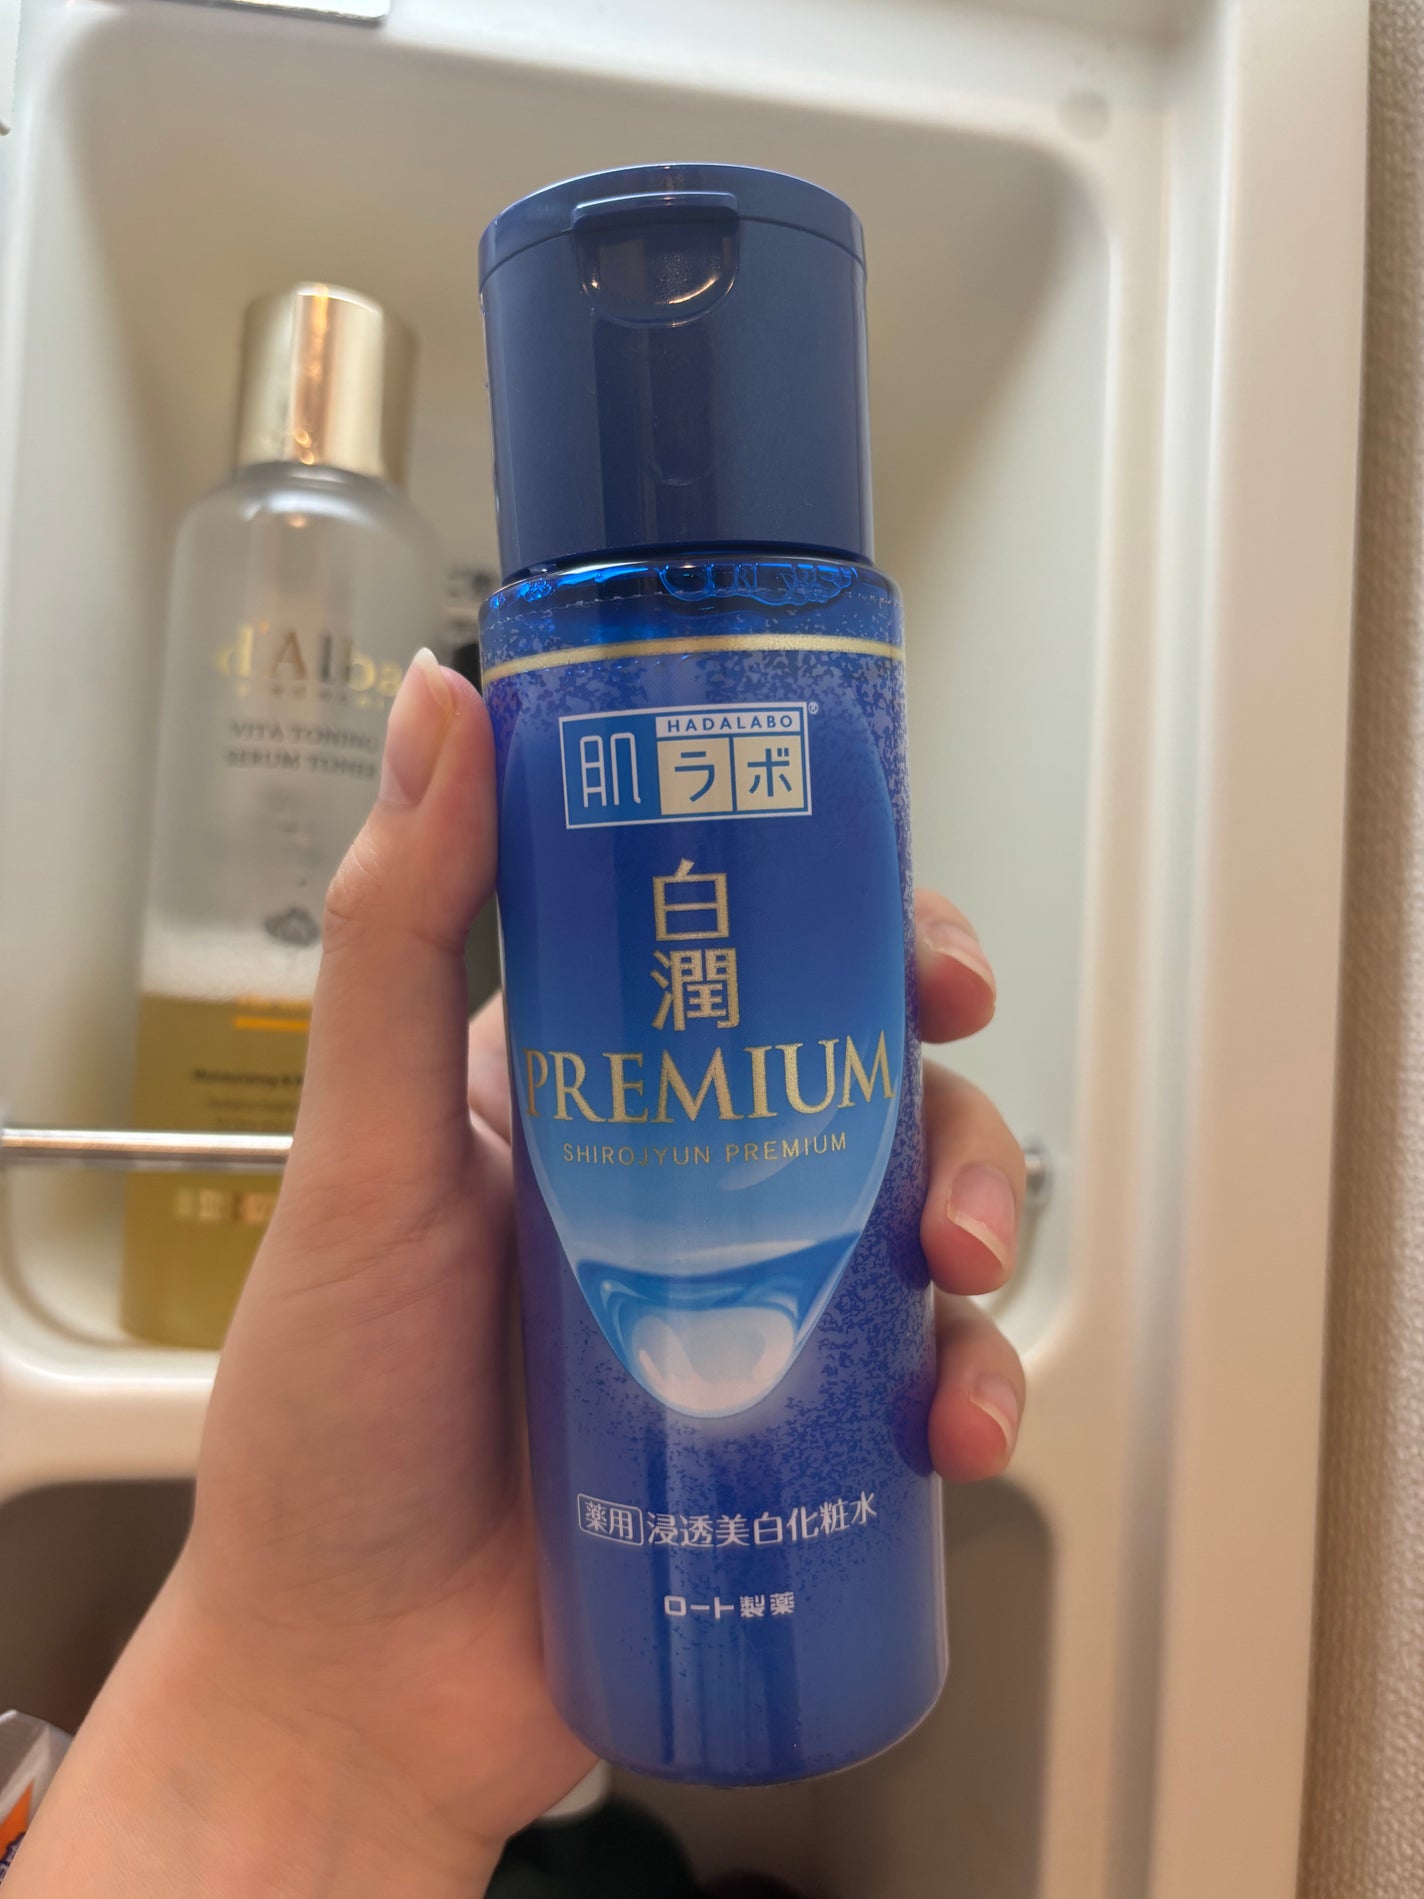 HADALABO®
肌ラボ
白潤
PREMIUM
SHIROJYUN PREMIUM
薬用 浸透美白化粧水
ロート製薬
d'Alba
VITA TONING
SERUM TONER